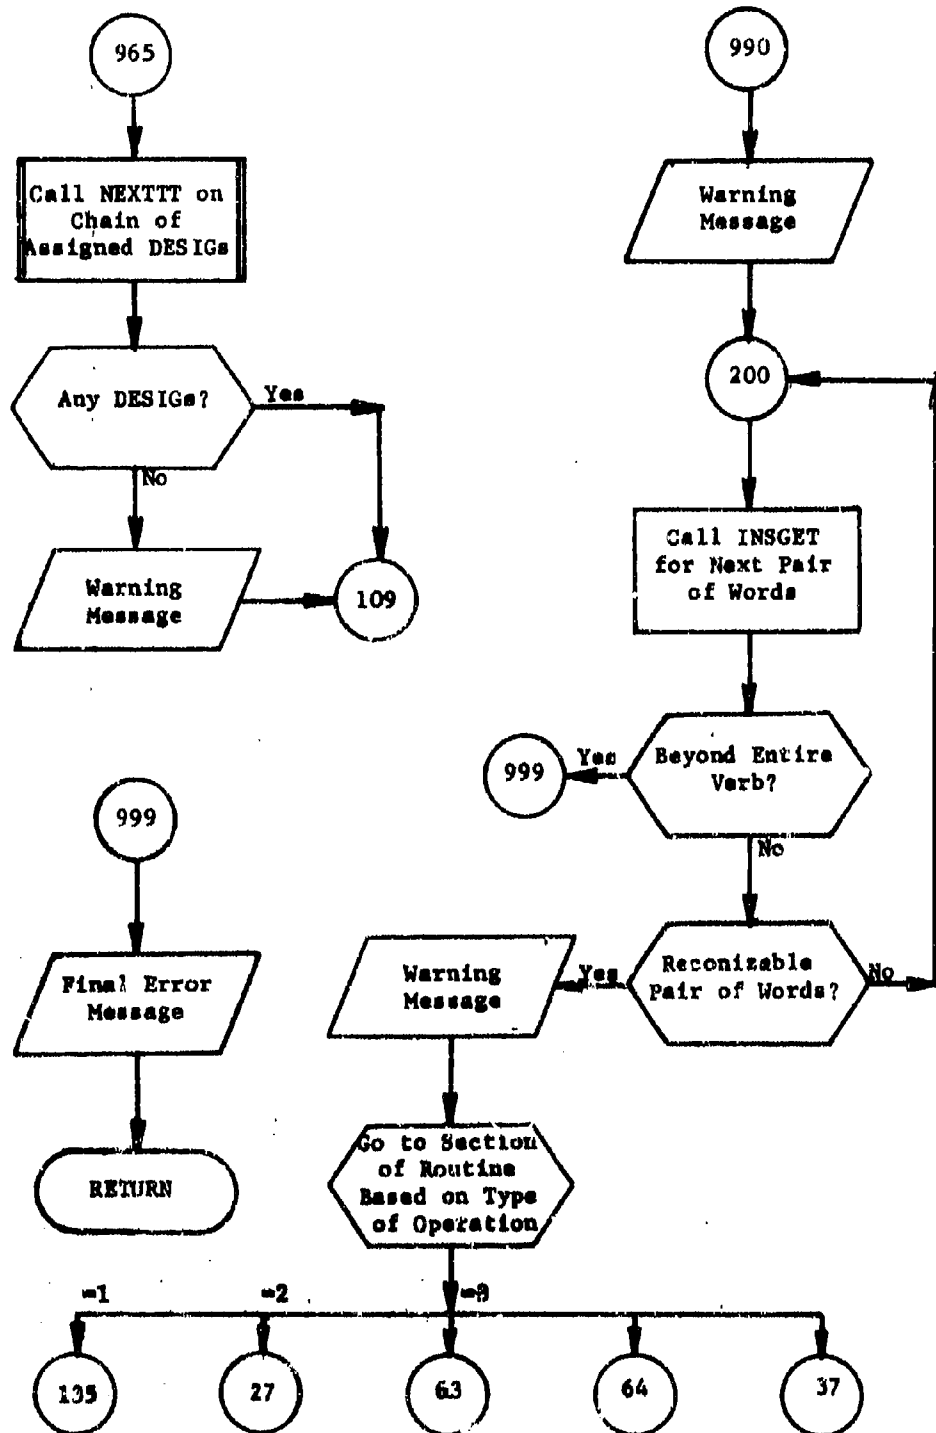 965
Call NEXTTT on
Chain of
Assigned DESIGs
Any DESIGs?
Yes
No
Warning
Message
109
990
Warning
Message
200
Call INSGET
for Next Pair
of Words
Beyond Entire
Verb?
Yes
999
No
Reconizable
Pair of Words?
No
Yes
Warning
Message
Go to Section
of Routine
Based on Type
of Operation
=1
=2
=3
135
27
63
64
37
999
Final Error
Message
RETURN